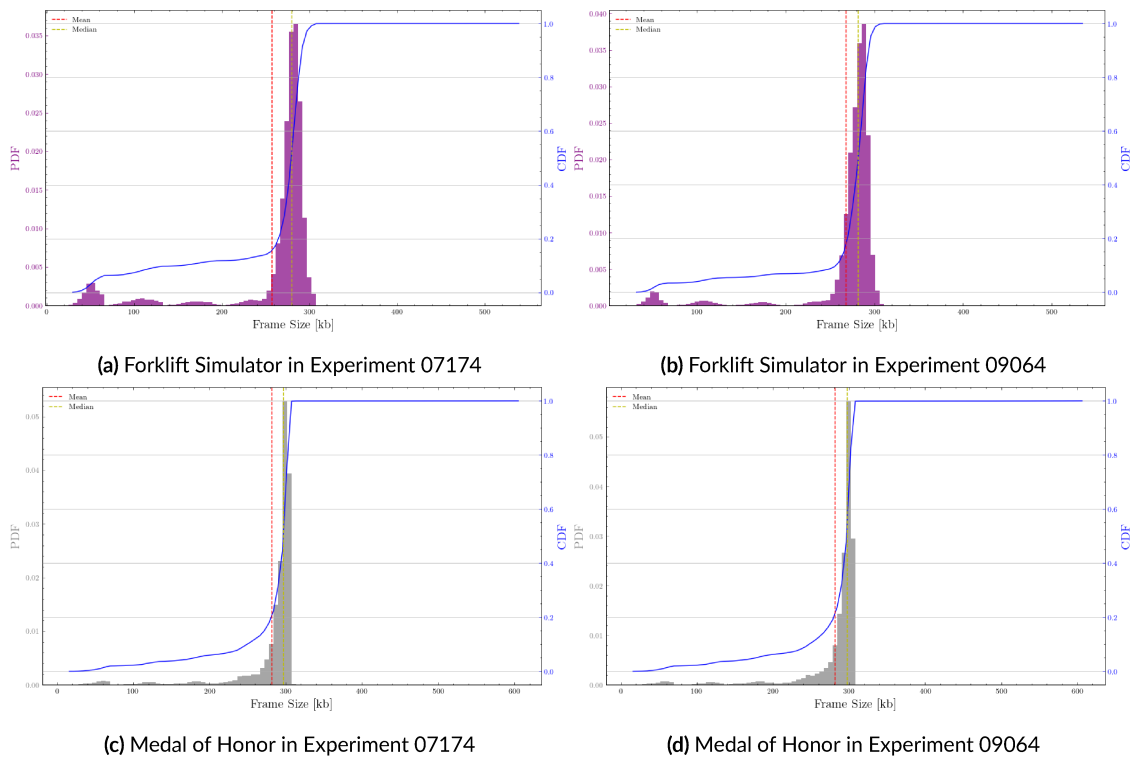 Mean
Median
0.035
0.030
0.025
0.020
0.015
0.010
0.005
0.000
PDF
1.0
0.8
0.6
0.4
0.2
0.0
CDF
0 100 200 300 400 500
Frame Size [kb]
(a) Forklift Simulator in Experiment 07174
Mean
Median
0.040
0.035
0.030
0.025
0.020
0.015
0.010
0.005
0.000
PDF
1.0
0.8
0.6
0.4
0.2
0.0
CDF
100 200 300 400 500
Frame Size [kb]
(b) Forklift Simulator in Experiment 09064
Mean
Median
0.05
0.04
0.03
0.02
0.01
0.00
PDF
1.0
0.8
0.6
0.4
0.2
0.0
CDF
0 100 200 300 400 500 600
Frame Size [kb]
(c) Medal of Honor in Experiment 07174
Mean
Median
0.05
0.04
0.03
0.02
0.01
0.00
PDF
1.0
0.8
0.6
0.4
0.2
0.0
CDF
0 100 200 300 400 500 600
Frame Size [kb]
(d) Medal of Honor in Experiment 09064